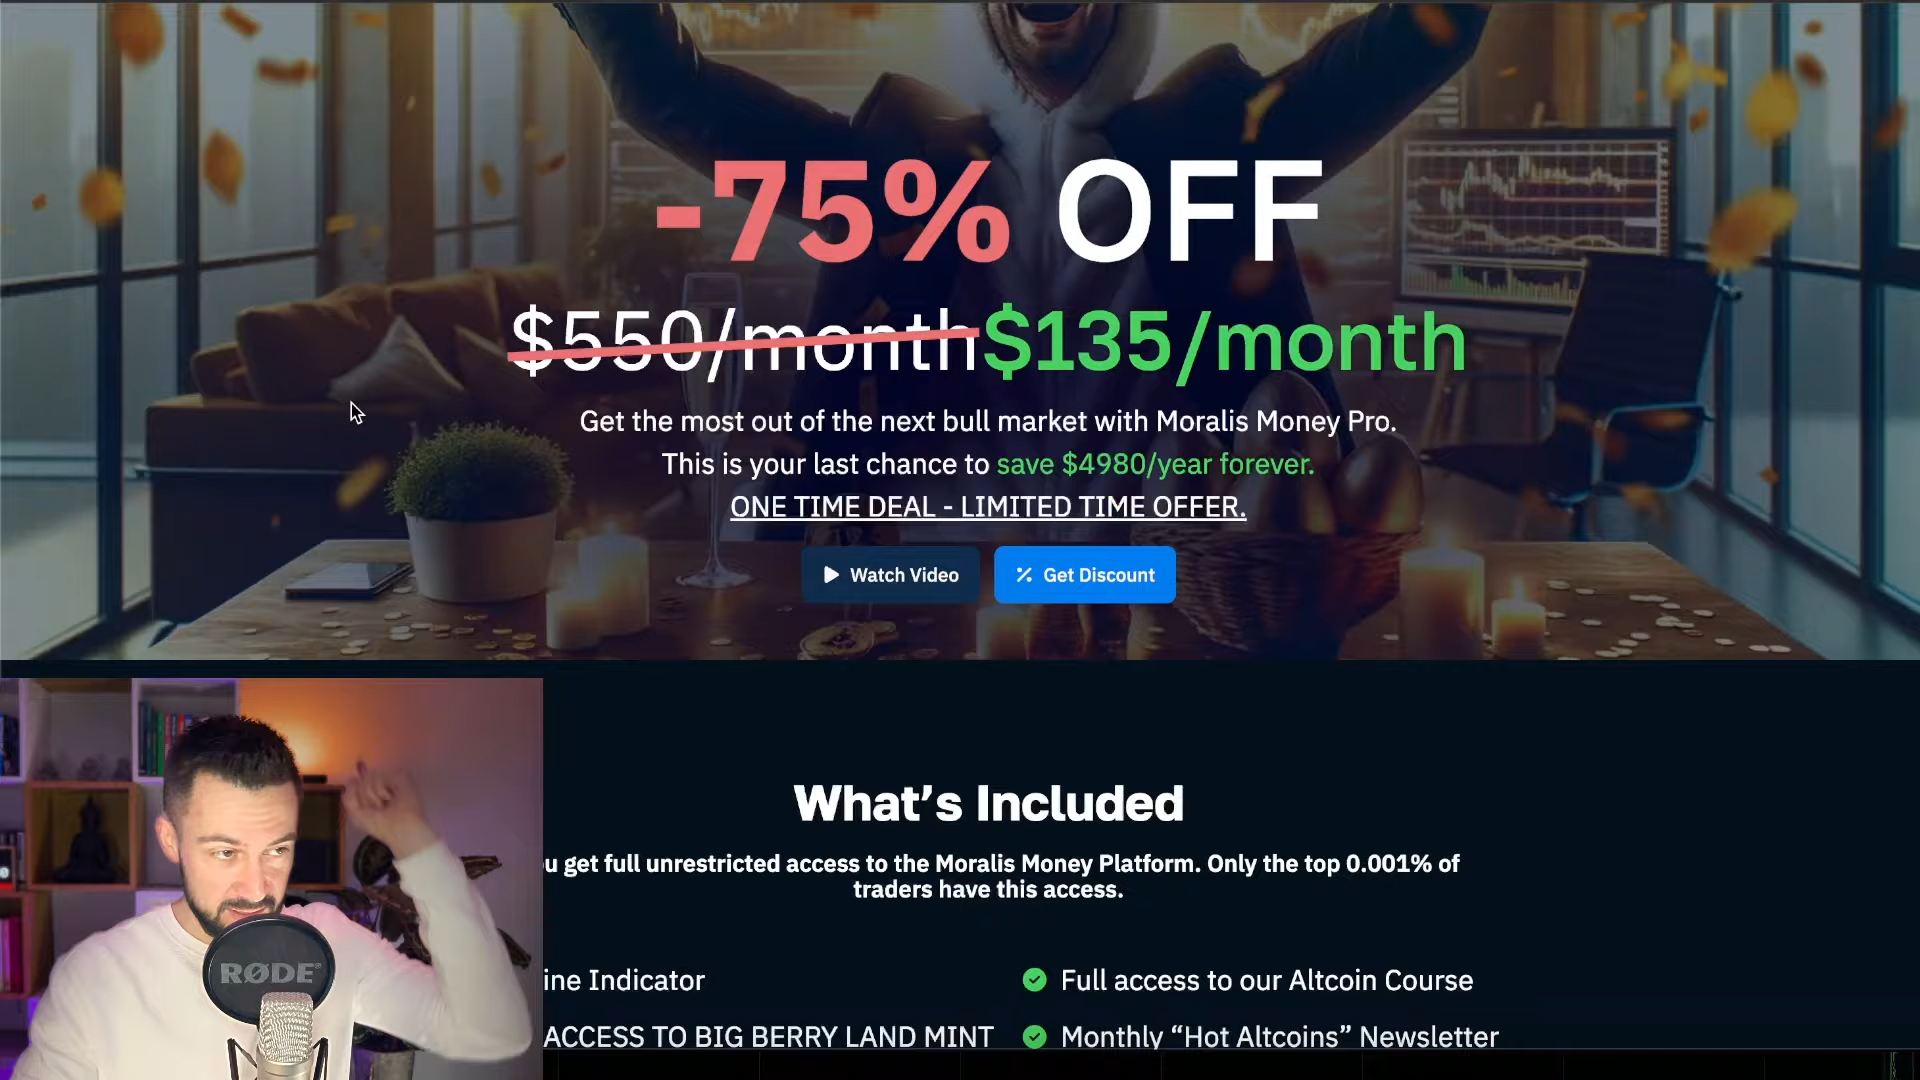 -75% OFF
$550/month $135/month
Get the most out of the next bull market with Moralis Money Pro.
This is your last chance to save $4980/year forever.
ONE TIME DEAL - LIMITED TIME OFFER.
Watch Video
Get Discount
What's Included
u get full unrestricted access to the Moralis Money Platform. Only the top 0.001% of
traders have this access.
ine Indicator
Full access to our Altcoin Course
ACCESS TO BIG BERRY LAND MINT
Monthly “Hot Altcoins” Newsletter
RØDE